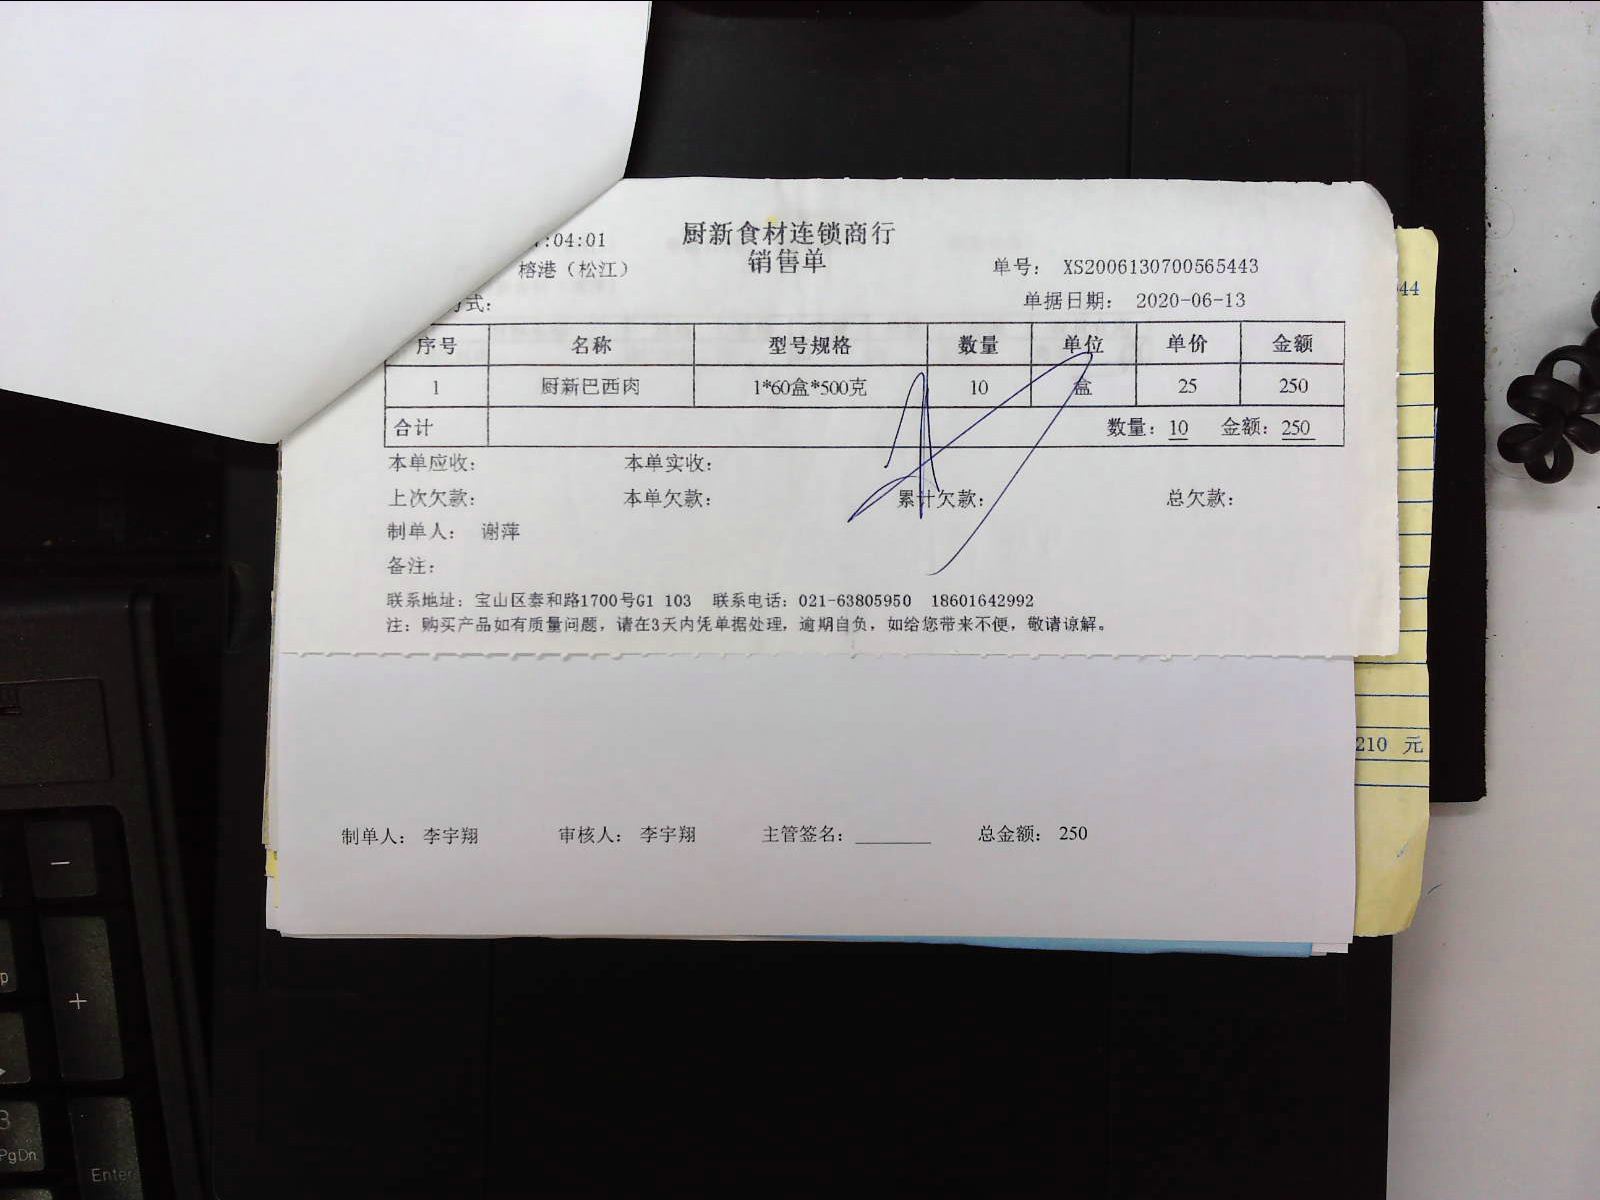 :04:01 厨新食材连锁商行
榕港（松江） 销售单 单号： XS2006130700565443
方式： 单据日期： 2020-06-13
序号 名称 型号规格 数量 单位 单价 金额
1 厨新巴西肉 1*60盒*500克 10 盒 25 250
合计 数量：10 金额：250
本单应收： 本单实收：
上次欠款： 本单欠款： 累计欠款： 总欠款：
制单人： 谢萍
备注：
联系地址：宝山区泰和路1700号G1 103 联系电话：021-63805950 18601642992
注：购买产品如有质量问题，请在3天内凭单据处理，逾期自负，如给您带来不便，敬请谅解。
制单人： 李宇翔 审核人： 李宇翔 主管签名：________ 总金额： 250
44
210 元
-
+
3
PgDn
Enter